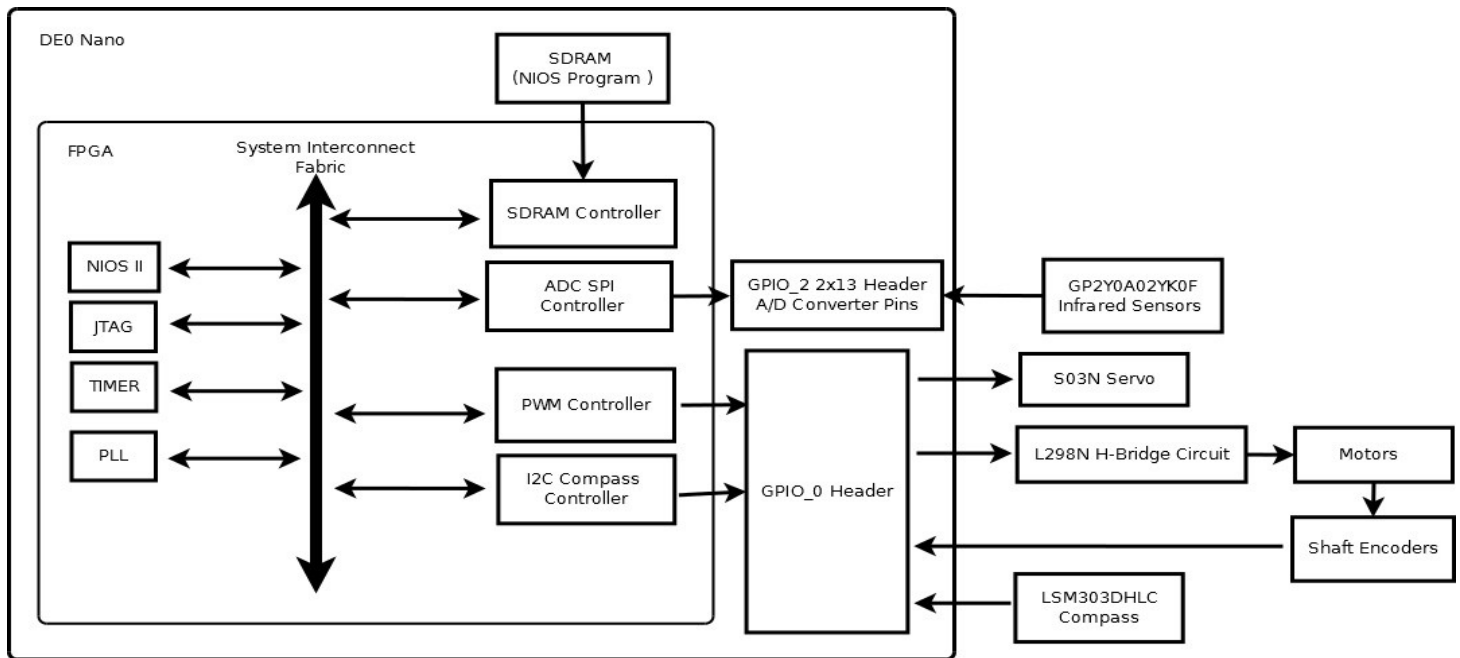 DE0 Nano
SDRAM
(NIOS Program )
FPGA
System Interconnect
Fabric
SDRAM Controller
NIOS II
ADC SPI
Controller
GPIO_2 2x13 Header
A/D Converter Pins
GP2Y0A02YK0F
Infrared Sensors
JTAG
TIMER
PWM Controller
S03N Servo
PLL
I2C Compass
Controller
GPIO_0 Header
L298N H-Bridge Circuit
Motors
Shaft Encoders
LSM303DHLC
Compass